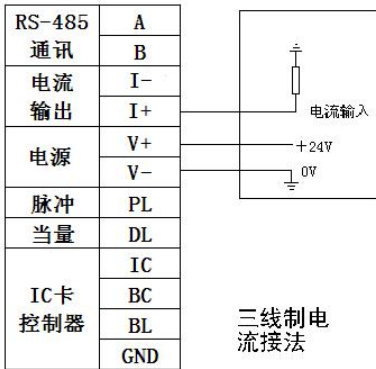 RS-485 A
通讯 B
电流 I-
输出 I+
电流输入
电源 V+
+24V
V-
0V
脉冲 PL
当量 DL
IC
IC卡 BC
控制器 BL
GND
三线制电
流接法